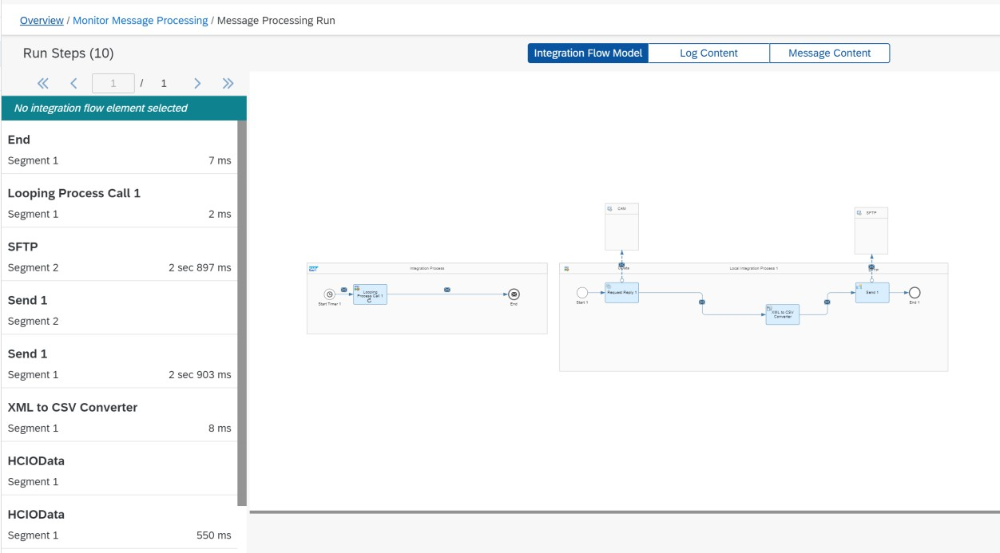 Overview / Monitor Message Processing / Message Processing Run
Run Steps (10)
Integration Flow Model
Log Content
Message Content
1 / 1
No integration flow element selected
End
Segment 1 7 ms
Looping Process Call 1
Segment 1 2 ms
SFTP
Segment 2 2 sec 897 ms
Send 1
Segment 2
Send 1
Segment 1 2 sec 903 ms
XML to CSV Converter
Segment 1 8 ms
HCIOData
Segment 1
HCIOData
Segment 1 550 ms
C4M
SFTP
SAP
Integration Process
Start Timer 1
Looping
Process Call 1
End
Local Integration Process 1
SFTP
Start 1
Request Reply 1
XML to CSV
Converter
Send 1
End 1